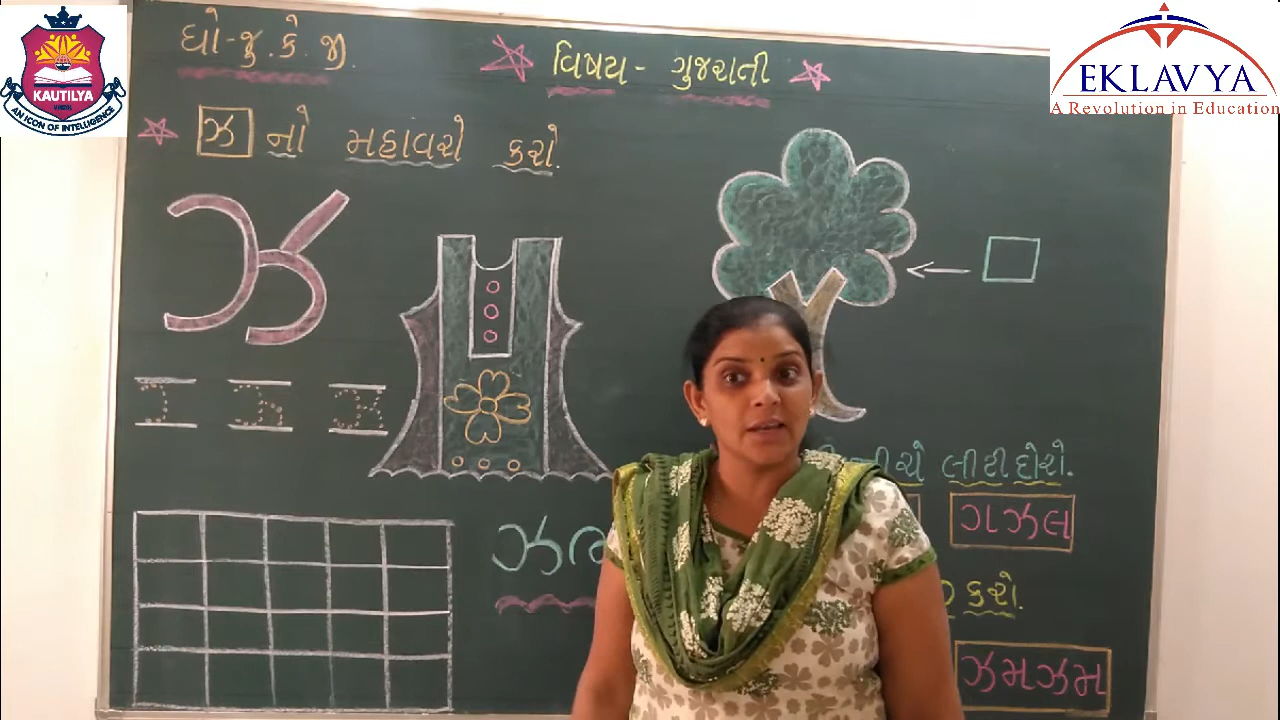 KAUTILYA
AN ICON OF INTELLIGENCE
EKLAVYA
A Revolution in Education
ધો-જુ.કે.જી.
વિષય - ગુજરાતી
ઝ નો મહાવરો કરો.
ઝ
લીટી દોરો.
ગઝલ
કરો.
ઝમઝમ